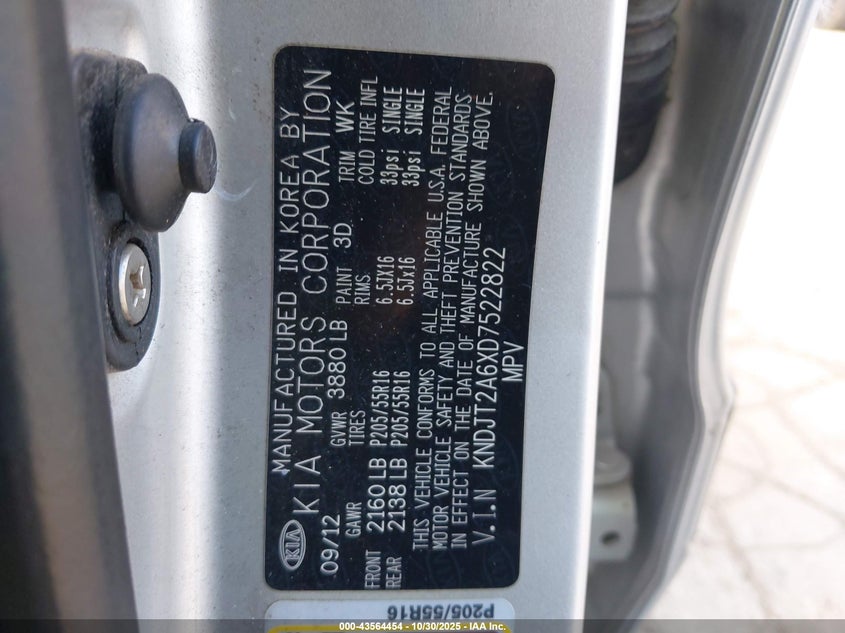 MANUFACTURED IN KOREA BY
KIA KIA MOTORS CORPORATION
09/12 GVWR 3880 LB PAINT 3D TRIM WK
GAWR TIRES RIMS COLD TIRE INFL
FRONT 2160 LB P205/55R16 6.5JX16 33psi SINGLE
REAR 2138 LB P205/55R16 6.5Jx16 33psi SINGLE
THIS VEHICLE CONFORMS TO ALL APPLICABLE U.S.A. FEDERAL
MOTOR VEHICLE SAFETY AND THEFT PREVENTION STANDARDS
IN EFFECT ON THE DATE OF MANUFACTURE SHOWN ABOVE.
V.I.N KNDJT2A6XD7522822
MPV
P205/55R16
000-43564454 - 10/30/2025 - IAA Inc.